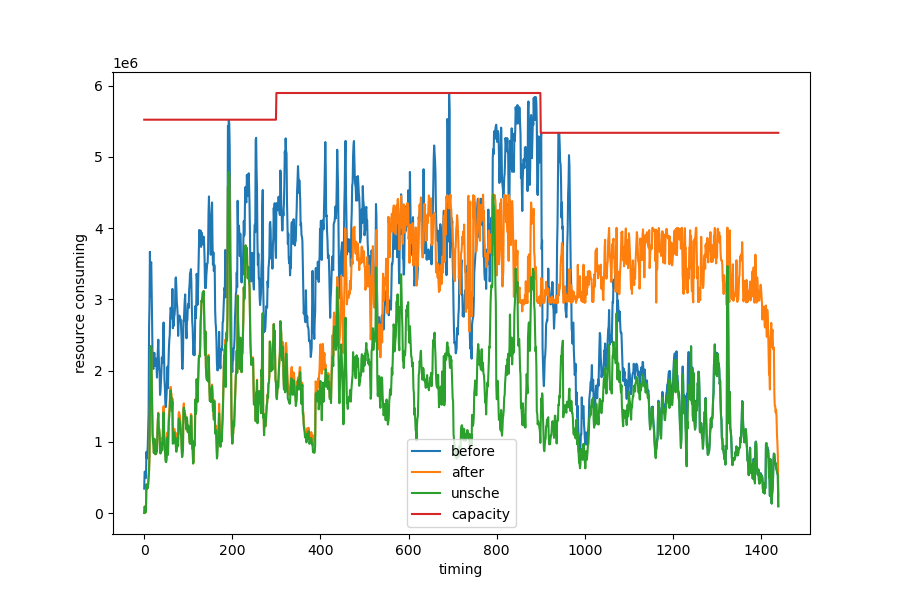 1e6
6
5
4
3
2
1
0
resource consuming
before
after
unsche
capacity
0 200 400 600 800 1000 1200 1400
timing